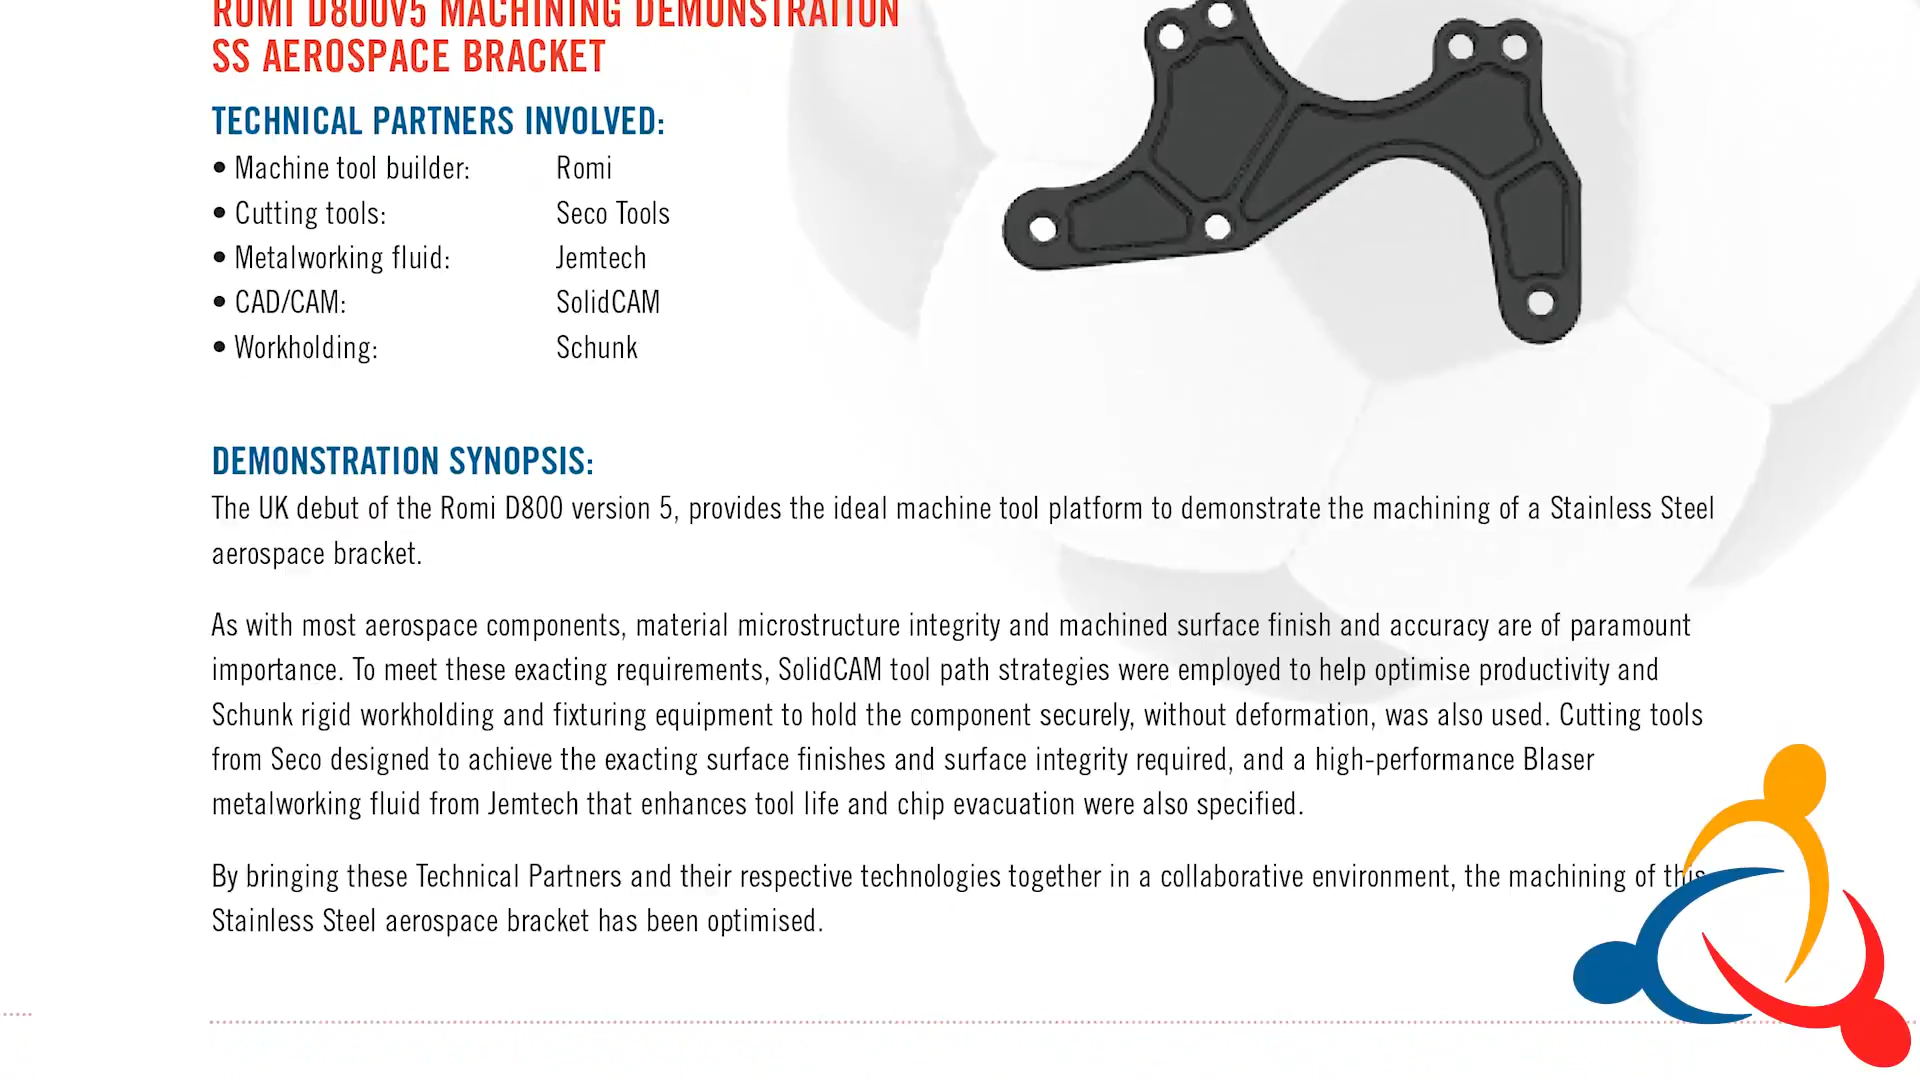 ROMI D800V5 MACHINING DEMONSTRATION
SS AEROSPACE BRACKET
TECHNICAL PARTNERS INVOLVED:
• Machine tool builder: Romi
• Cutting tools: Seco Tools
• Metalworking fluid: Jemtech
• CAD/CAM: SolidCAM
• Workholding: Schunk
DEMONSTRATION SYNOPSIS:
The UK debut of the Romi D800 version 5, provides the ideal machine tool platform to demonstrate the machining of a Stainless Steel
aerospace bracket.
As with most aerospace components, material microstructure integrity and machined surface finish and accuracy are of paramount
importance. To meet these exacting requirements, SolidCAM tool path strategies were employed to help optimise productivity and
Schunk rigid workholding and fixturing equipment to hold the component securely, without deformation, was also used. Cutting tools
from Seco designed to achieve the exacting surface finishes and surface integrity required, and a high-performance Blaser
metalworking fluid from Jemtech that enhances tool life and chip evacuation were also specified.
By bringing these Technical Partners and their respective technologies together in a collaborative environment, the machining of this
Stainless Steel aerospace bracket has been optimised.